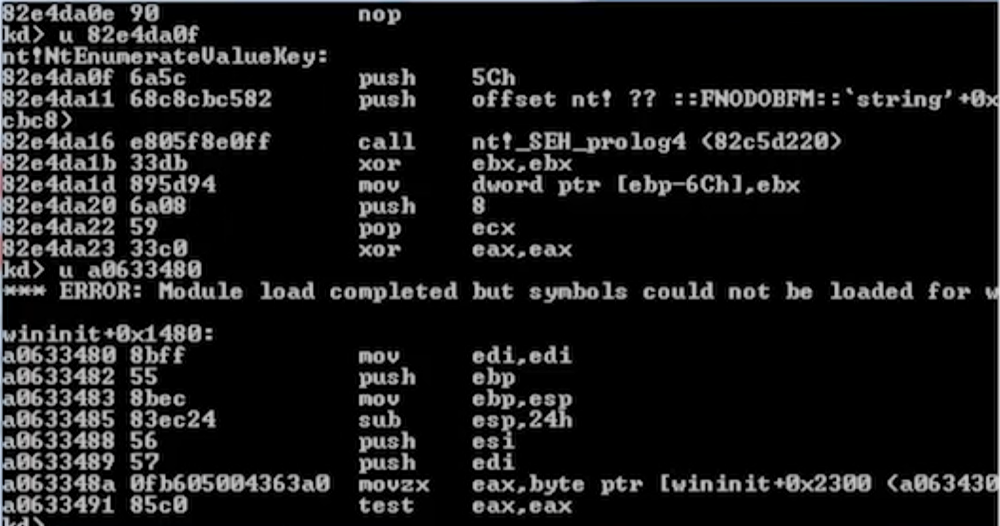 82e4da0e 90 nop
kd> u 82e4da0f
nt!NtEnumerateValueKey:
82e4da0f 6a5c push 5Ch
82e4da11 68c8cbc582 push offset nt! ?? ::FNODOBFM::`string'+0x
cbc8)
82e4da16 e805f8e0ff call nt!_SEH_prolog4 (82c5d220)
82e4da1b 33db xor ebx,ebx
82e4da1d 895d94 mov dword ptr [ebp-6Ch],ebx
82e4da20 6a08 push 8
82e4da22 59 pop ecx
82e4da23 33c0 xor eax,eax
kd> u a0633480
*** ERROR: Module load completed but symbols could not be loaded for w
wininit+0x1480:
a0633480 8bff mov edi,edi
a0633482 55 push ebp
a0633483 8bec mov ebp,esp
a0633485 83ec24 sub esp,24h
a0633488 56 push esi
a0633489 57 push edi
a063348a 0fb605004363a0 movzx eax,byte ptr [wininit+0x2300 (a063430
a0633491 85c0 test eax,eax
kd>